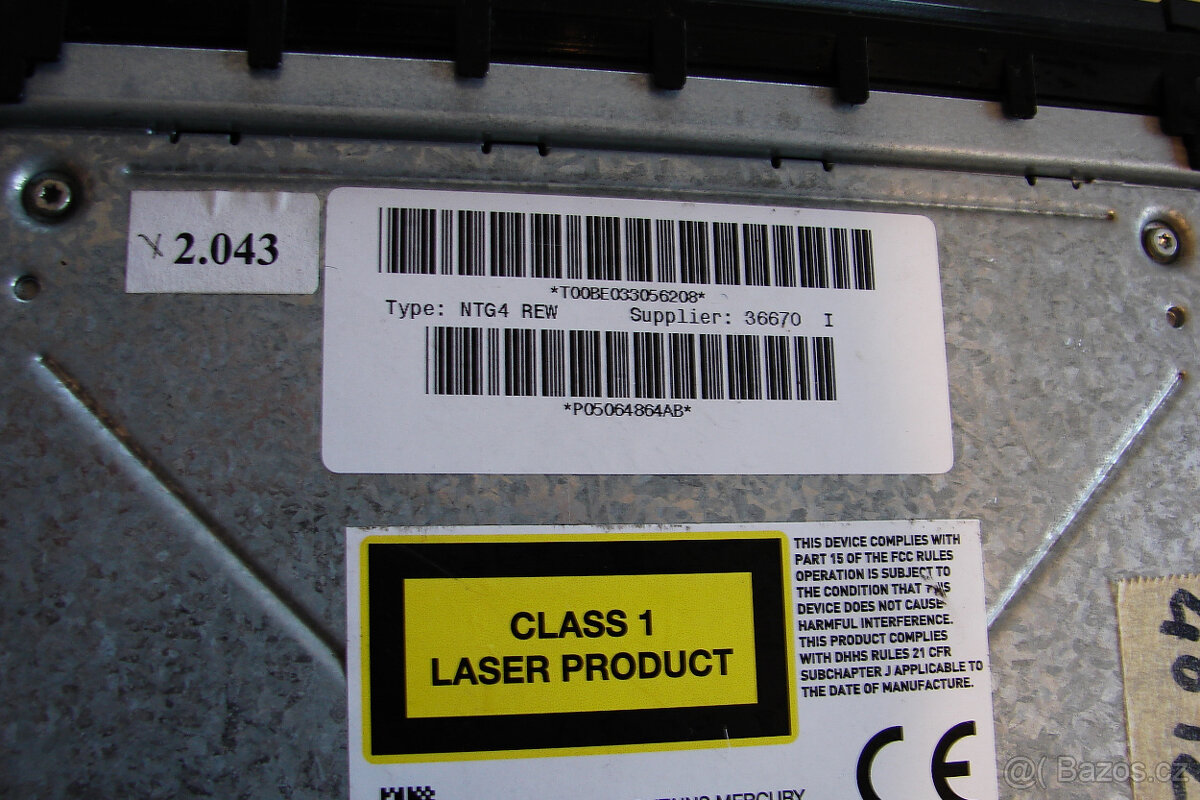 2.043
*T00BE033056208*
Type: NTG4 REW Supplier: 36670 I
*P05064864AB*
CLASS 1
LASER PRODUCT
THIS DEVICE COMPLIES WITH
PART 15 OF THE FCC RULES
OPERATION IS SUBJECT TO
THE CONDITION THAT THIS
DEVICE DOES NOT CAUSE
HARMFUL INTERFERENCE.
THIS PRODUCT COMPLIES
WITH DHHS RULES 21 CFR
SUBCHAPTER J APPLICABLE TO
THE DATE OF MANUFACTURE.
CE
MERCURY
@( Bazos.cz